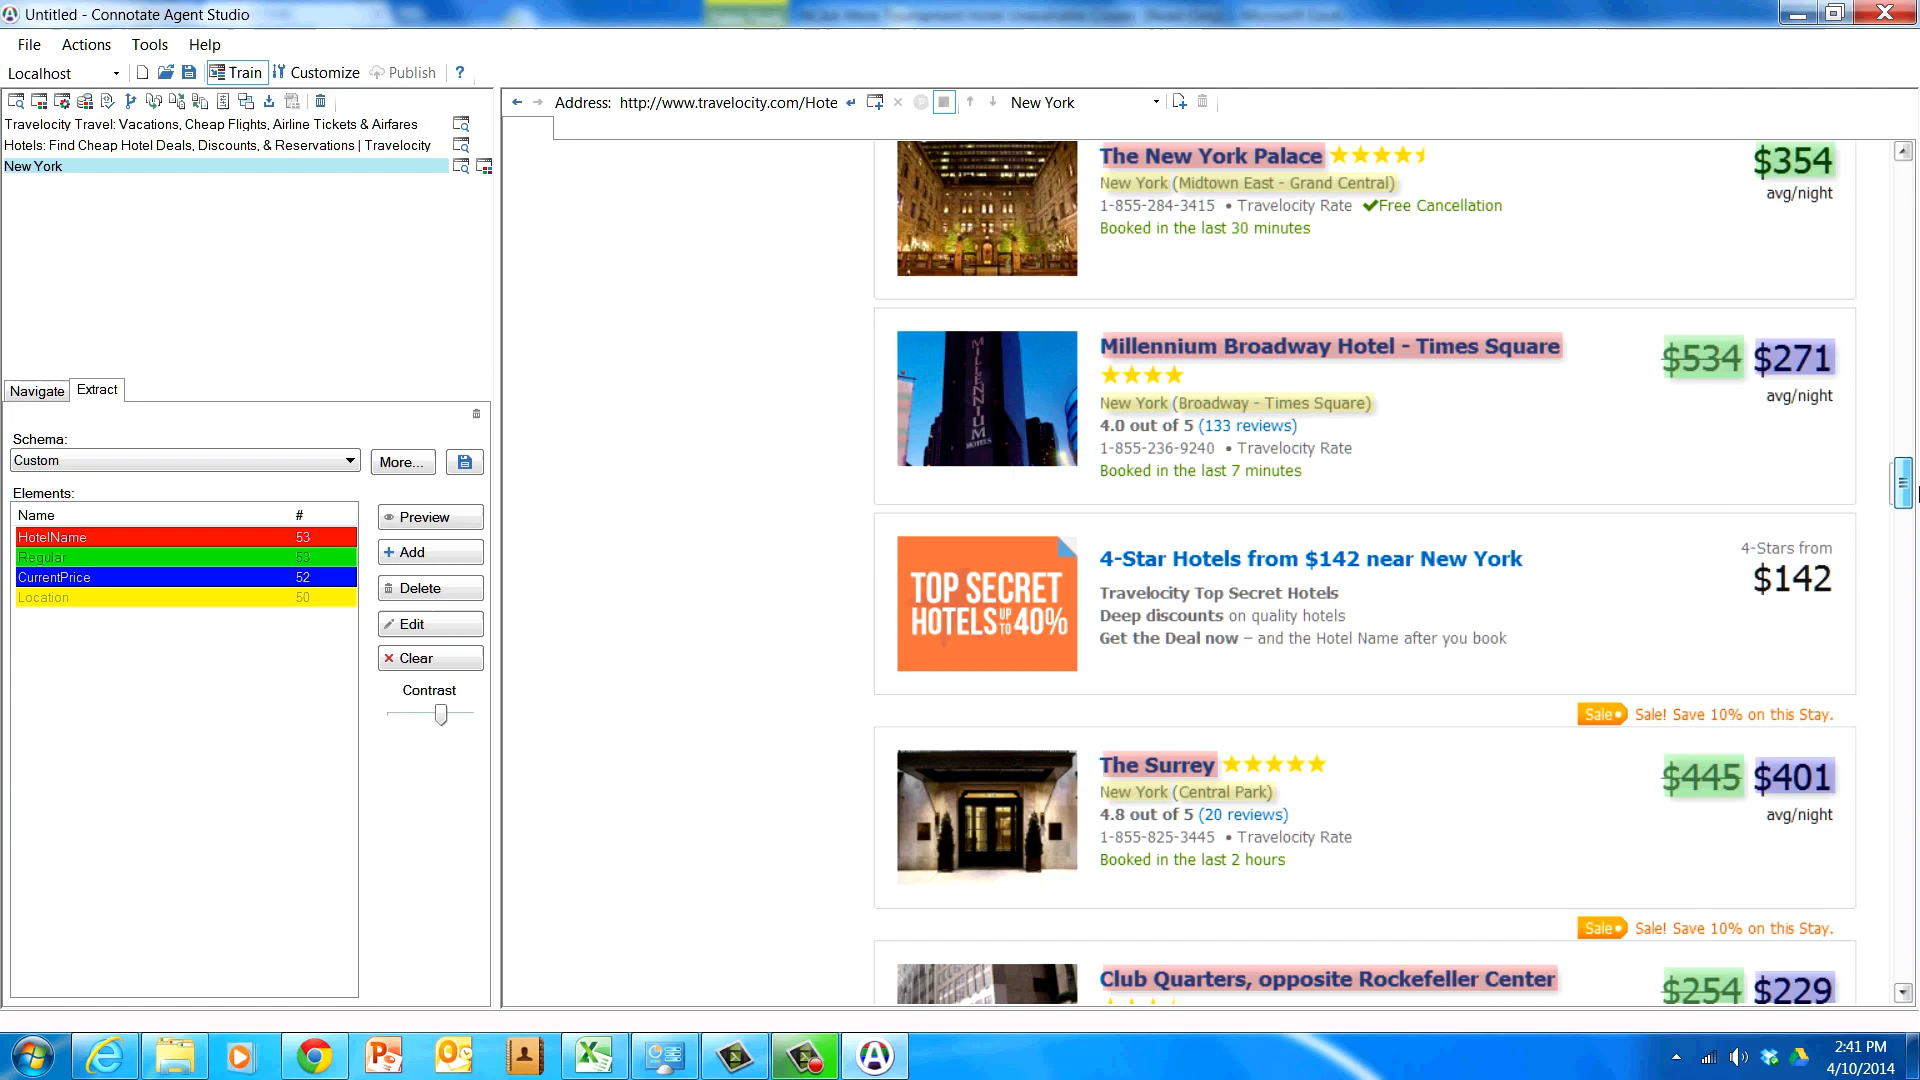 Untitled - Connotate Agent Studio
File Actions Tools Help
Localhost Train Customize Publish ?
Address: http://www.travelocity.com/Hote New York
Travelocity Travel: Vacations, Cheap Flights, Airline Tickets & Airfares
Hotels: Find Cheap Hotel Deals, Discounts, & Reservations | Travelocity
New York
Navigate Extract
Schema:
Custom More...
Elements:
Name #
HotelName 53
Regular 53
CurrentPrice 52
Location 50
Preview
Add
Delete
Edit
Clear
Contrast
The New York Palace $354
New York (Midtown East - Grand Central) avg/night
1-855-284-3415 • Travelocity Rate Free Cancellation
Booked in the last 30 minutes
Millennium Broadway Hotel - Times Square $534 $271
avg/night
New York (Broadway - Times Square)
4.0 out of 5 (133 reviews)
1-855-236-9240 • Travelocity Rate
Booked in the last 7 minutes
MILLENNIUM
HOTELS
TOP SECRET
HOTELS UP TO 40%
4-Star Hotels from $142 near New York 4-Stars from
$142
Travelocity Top Secret Hotels
Deep discounts on quality hotels
Get the Deal now – and the Hotel Name after you book
Sale Sale! Save 10% on this Stay.
The Surrey $445 $401
New York (Central Park) avg/night
4.8 out of 5 (20 reviews)
1-855-825-3445 • Travelocity Rate
Booked in the last 2 hours
Sale Sale! Save 10% on this Stay.
Club Quarters, opposite Rockefeller Center $254 $229
2:41 PM
4/10/2014